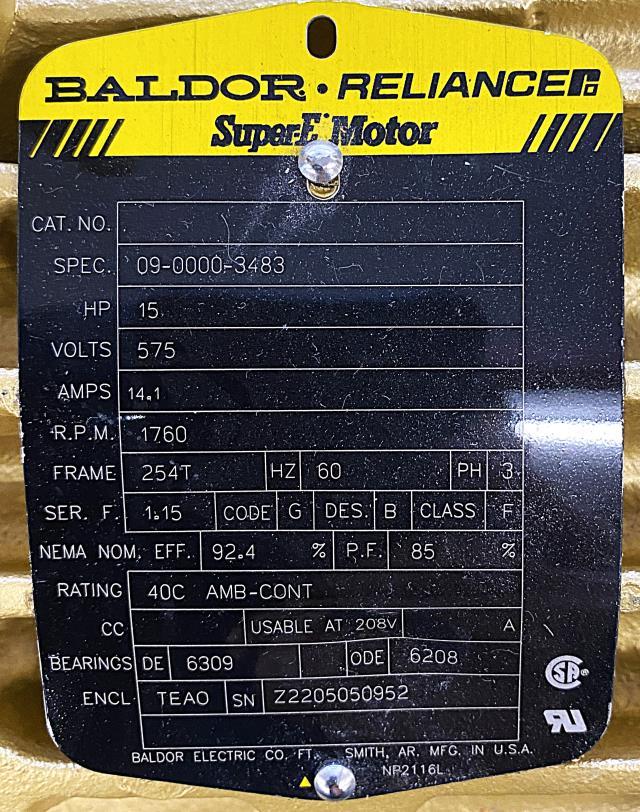 BALDOR · RELIANCE
Super-E Motor
CAT. NO.
SPEC. 09-0000-3483
HP 15
VOLTS 575
AMPS 14.1
R.P.M. 1760
FRAME 254T HZ 60 PH 3
SER. F. 1.15 CODE G DES. B CLASS F
NEMA NOM. EFF. 92.4 % P.F. 85 %
RATING 40C AMB-CONT
CC USABLE AT 208V A
BEARINGS DE 6309 ODE 6208
ENCL TEAO SN Z2205050952
BALDOR ELECTRIC CO. FT. SMITH, AR. MFG. IN U.S.A.
NP2116L